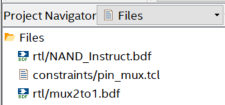 Project Navigator Files
Files
rtl/NAND_Instruct.bdf
constraints/pin_mux.tcl
rtl/mux2to1.bdf